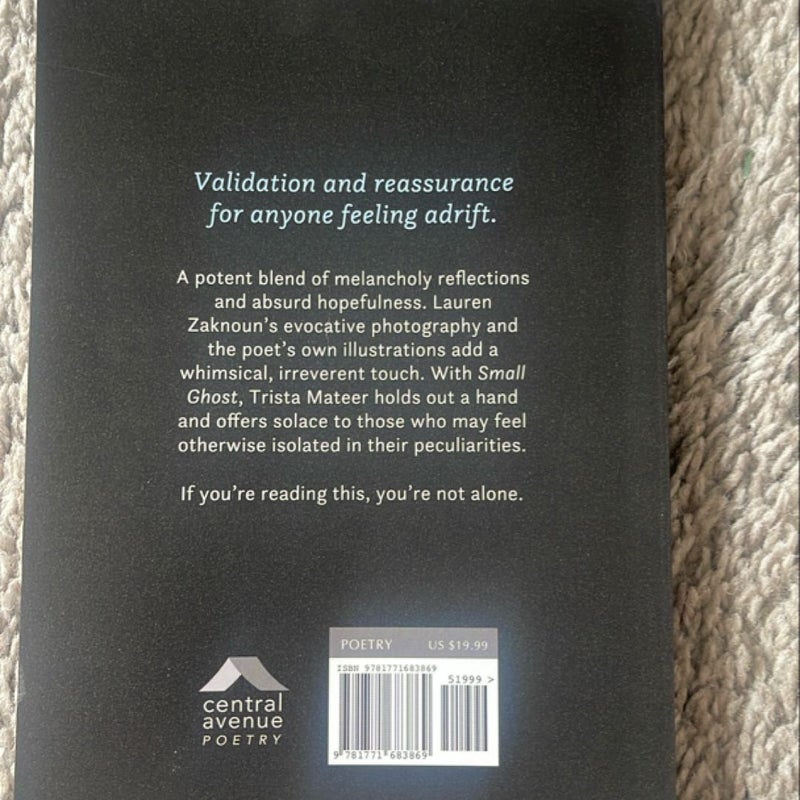 Validation and reassurance
for anyone feeling adrift.
A potent blend of melancholy reflections
and absurd hopefulness. Lauren
Zaknoun's evocative photography and
the poet's own illustrations add a
whimsical, irreverent touch. With Small
Ghost, Trista Mateer holds out a hand
and offers solace to those who may feel
otherwise isolated in their peculiarities.
If you're reading this, you're not alone.
central
avenue
POETRY
POETRY US $19.99
ISBN 9781771683869
51999 >
9 781771 683869